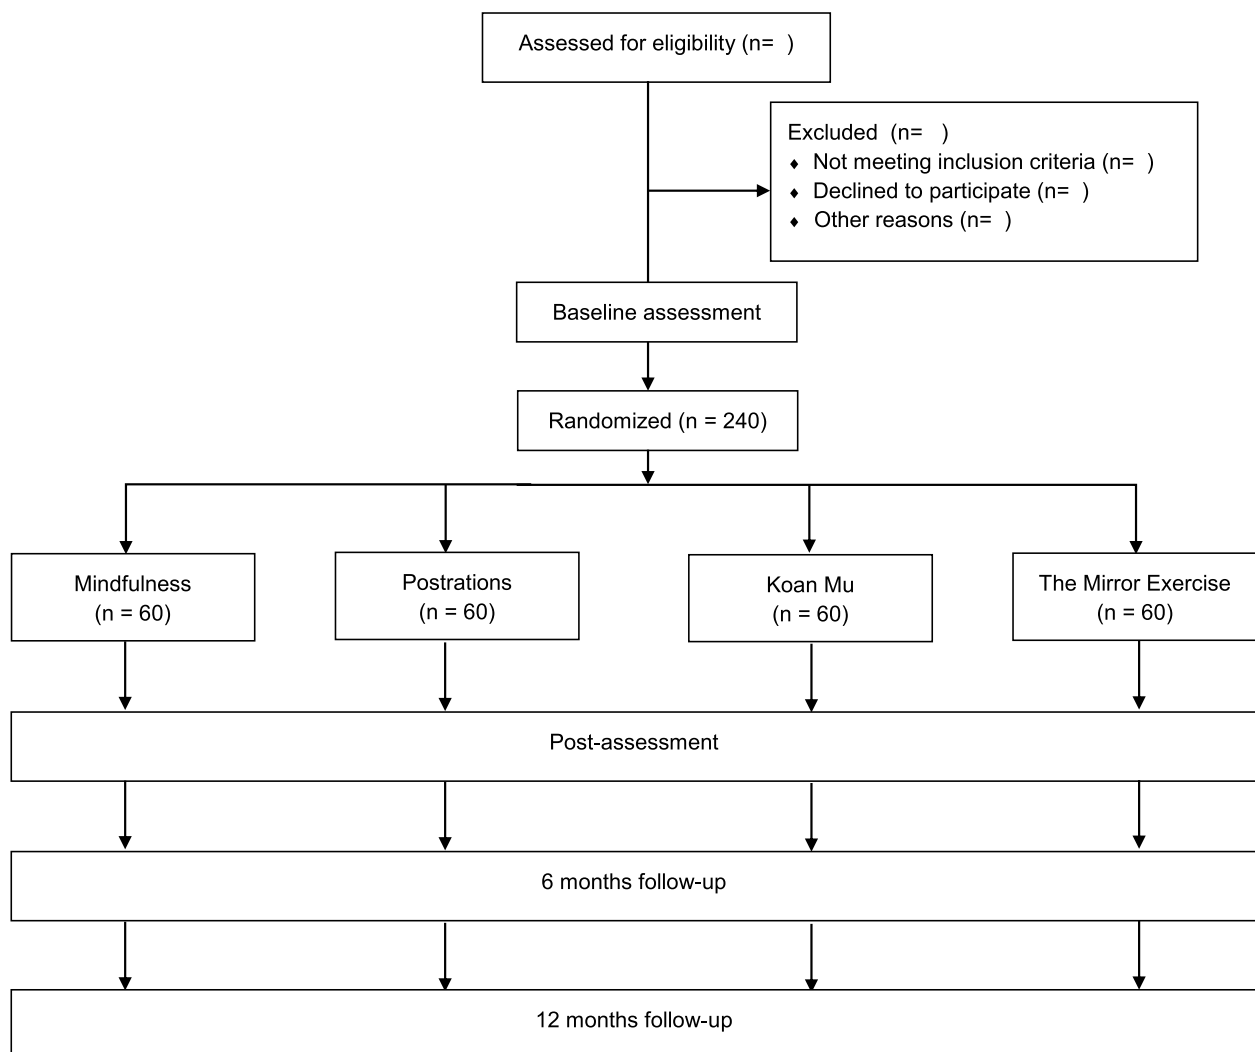 Assessed for eligibility (n=  )
Excluded  (n=   )
♦ Not meeting inclusion criteria (n=  )
♦ Declined to participate (n=  )
♦ Other reasons (n=  )
Baseline assessment
Randomized (n = 240)
Mindfulness
(n = 60)
Postrations
(n = 60)
Koan Mu
(n = 60)
The Mirror Exercise
(n = 60)
Post-assessment
6 months follow-up
12 months follow-up